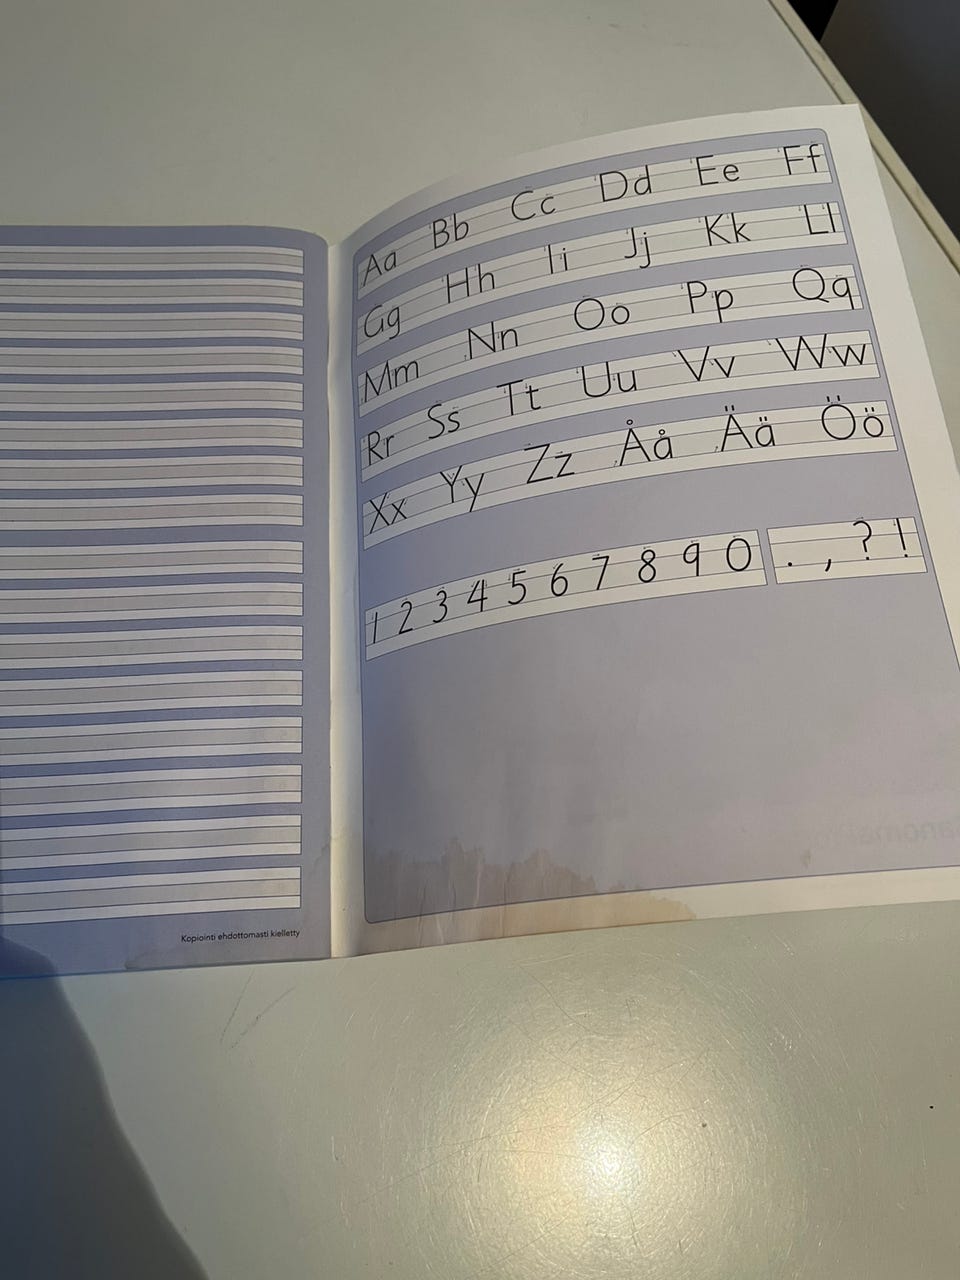 Kopiointi ehdottomasti kielletty
Aa Bb Cc Dd Ee Ff
Gg Hh Ii Jj Kk Ll
Mm Nn Oo Pp Qq
Rr Ss Tt Uu Vv Ww
Xx Yy Zz Åå Ää Öö
1 2 3 4 5 6 7 8 9 0 . , ? !